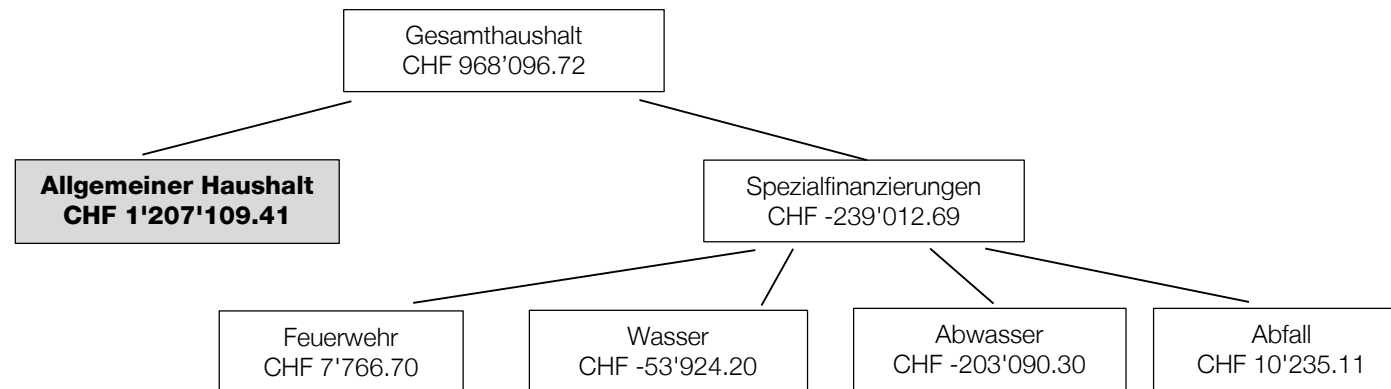 Gesamthaushalt
CHF 968’096.72
Allgemeiner Haushalt
CHF 1'207'109.41
Spezialfinanzierungen
CHF -239'012.69
Feuerwehr
CHF 7'766.70
Wasser
CHF -53'924.20
Abwasser
CHF -203'090.30
Abfall
CHF 10'235.11